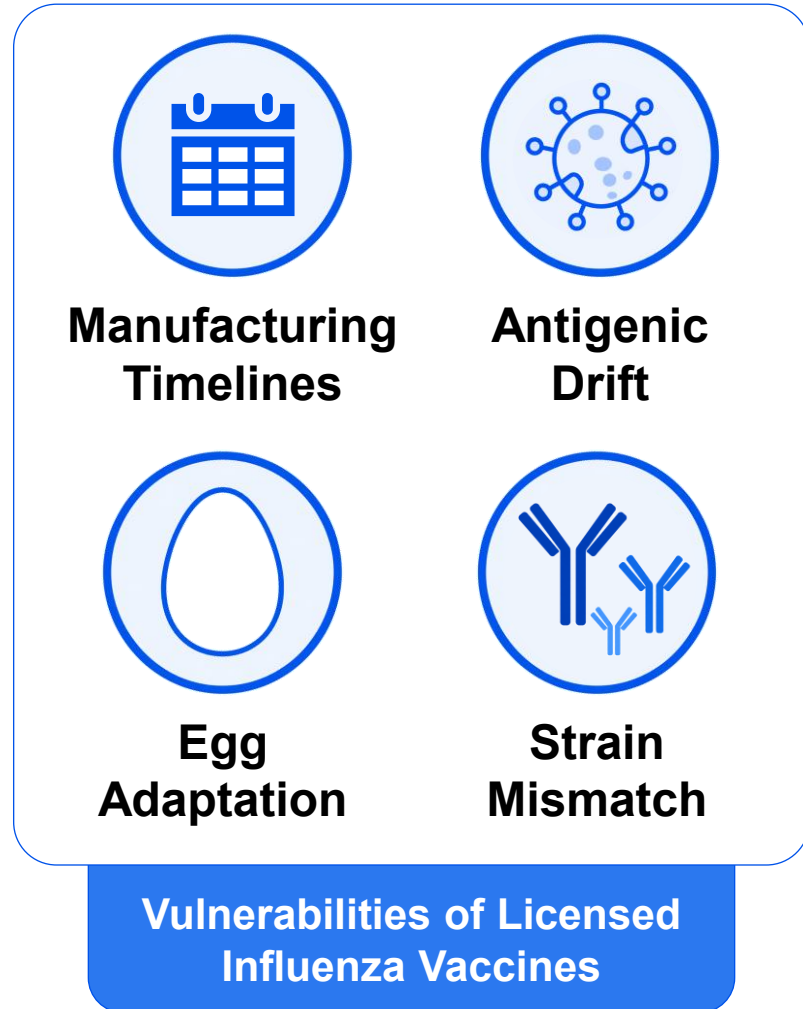 Manufacturing
Timelines
Antigenic
Drift
Egg
Adaptation
Strain
Mismatch
Vulnerabilities of Licensed
Influenza Vaccines